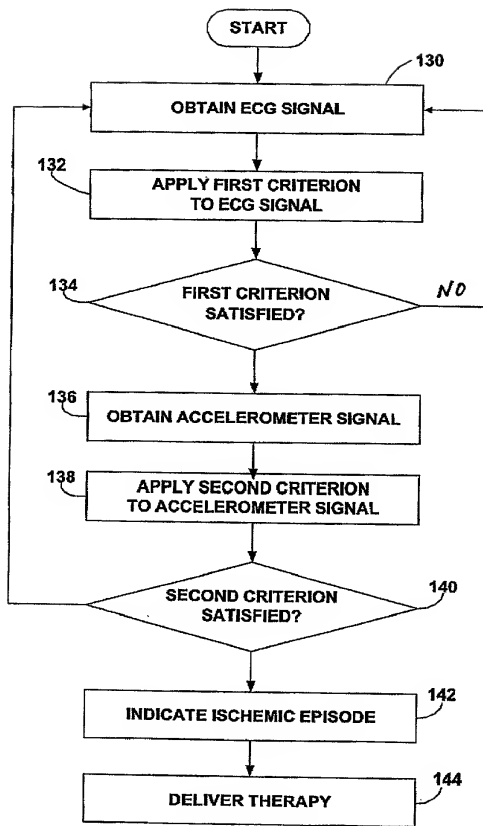 START
130
OBTAIN ECG SIGNAL
132
APPLY FIRST CRITERION
TO ECG SIGNAL
134
FIRST CRITERION
SATISFIED?
NO
136
OBTAIN ACCELEROMETER SIGNAL
138
APPLY SECOND CRITERION
TO ACCELEROMETER SIGNAL
SECOND CRITERION
SATISFIED?
140
142
INDICATE ISCHEMIC EPISODE
144
DELIVER THERAPY